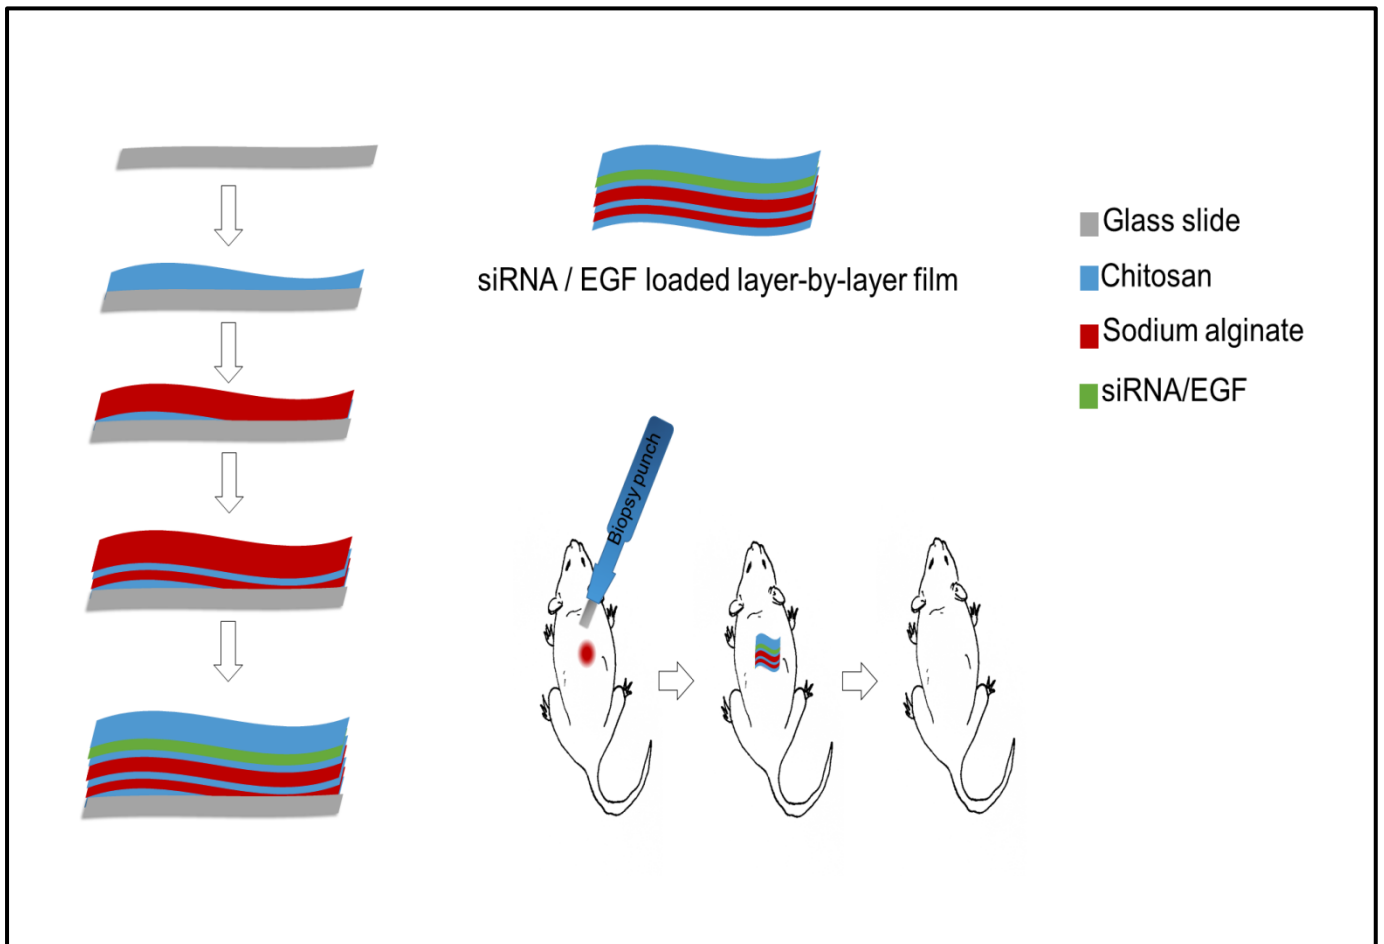 siRNA / EGF loaded layer-by-layer film
Glass slide
Chitosan
Sodium alginate
siRNA/EGF
Biopsy punch